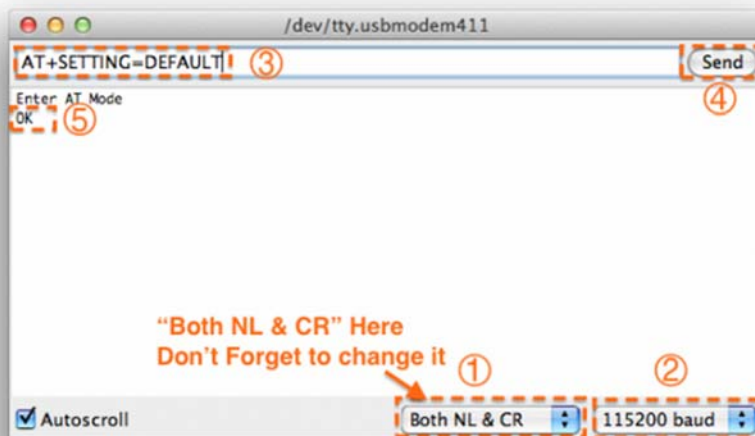 /dev/tty.usbmodem411
AT+SETTING=DEFAULT ③
Send
④
Enter AT Mode
OK ⑤
“Both NL & CR” Here
Don’t Forget to change it
① ②
Autoscroll Both NL & CR 115200 baud